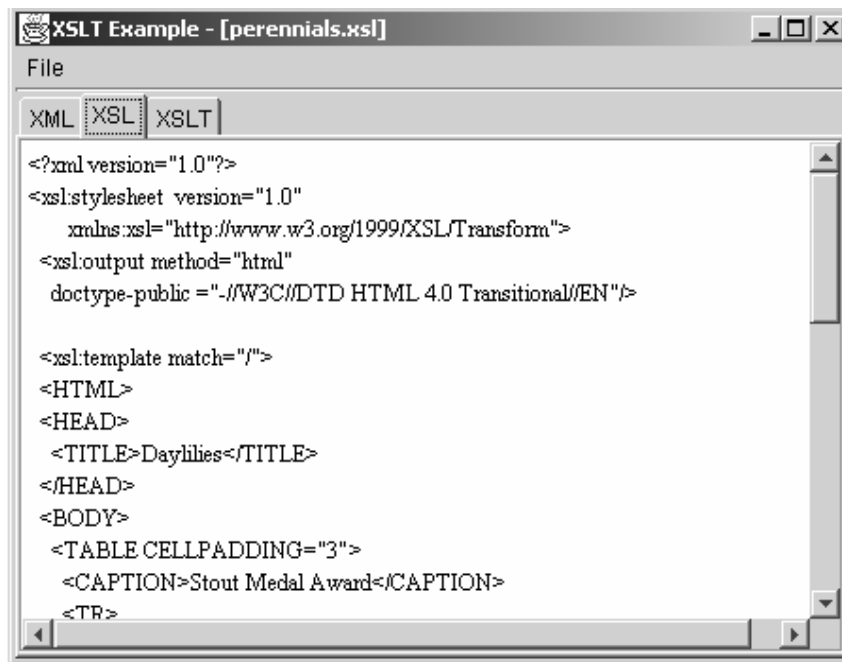 XSLT Example - [perennials.xsl]
File
XML XSL XSLT
<?xml version="1.0"?>
<xsl:stylesheet version="1.0"
xmlns:xsl="http://www.w3.org/1999/XSL/Transform">
<xsl:output method="html"
doctype-public ="-//W3C//DTD HTML 4.0 Transitional//EN"/>
<xsl:template match="/">
<HTML>
<HEAD>
<TITLE>Daylilies</TITLE>
</HEAD>
<BODY>
<TABLE CELLPADDING="3">
<CAPTION>Stout Medal Award</CAPTION>
<TR>